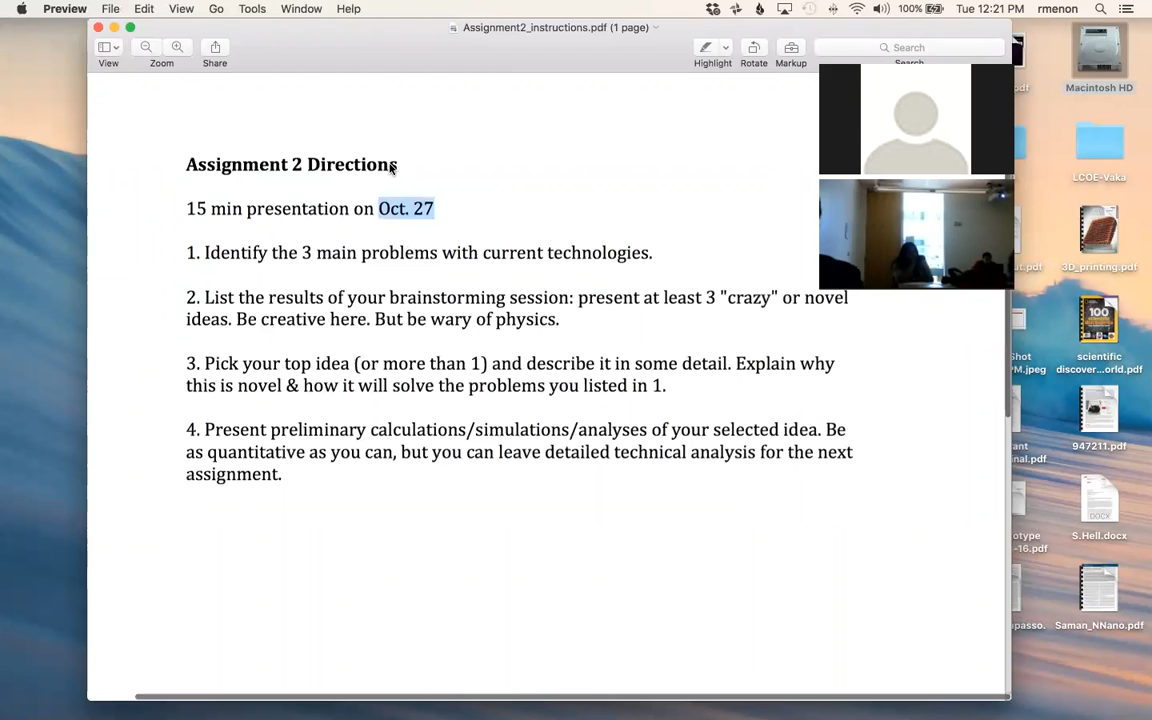 Preview File Edit View Go Tools Window Help 100% Tue 12:21 PM rmenon
Assignment2_instructions.pdf (1 page)
View Zoom Share Highlight Rotate Markup Search
Search
Assignment 2 Directions
15 min presentation on Oct. 27
1. Identify the 3 main problems with current technologies.
2. List the results of your brainstorming session: present at least 3 "crazy" or novel
ideas. Be creative here. But be wary of physics.
3. Pick your top idea (or more than 1) and describe it in some detail. Explain why
this is novel & how it will solve the problems you listed in 1.
4. Present preliminary calculations/simulations/analyses of your selected idea. Be
as quantitative as you can, but you can leave detailed technical analysis for the next
assignment.
Macintosh HD
LCOE-Vaka
3D_printing.pdf
100
scientific
discover...orld.pdf
947211.pdf
DOCX
S.Hell.docx
Saman_NNano.pdf